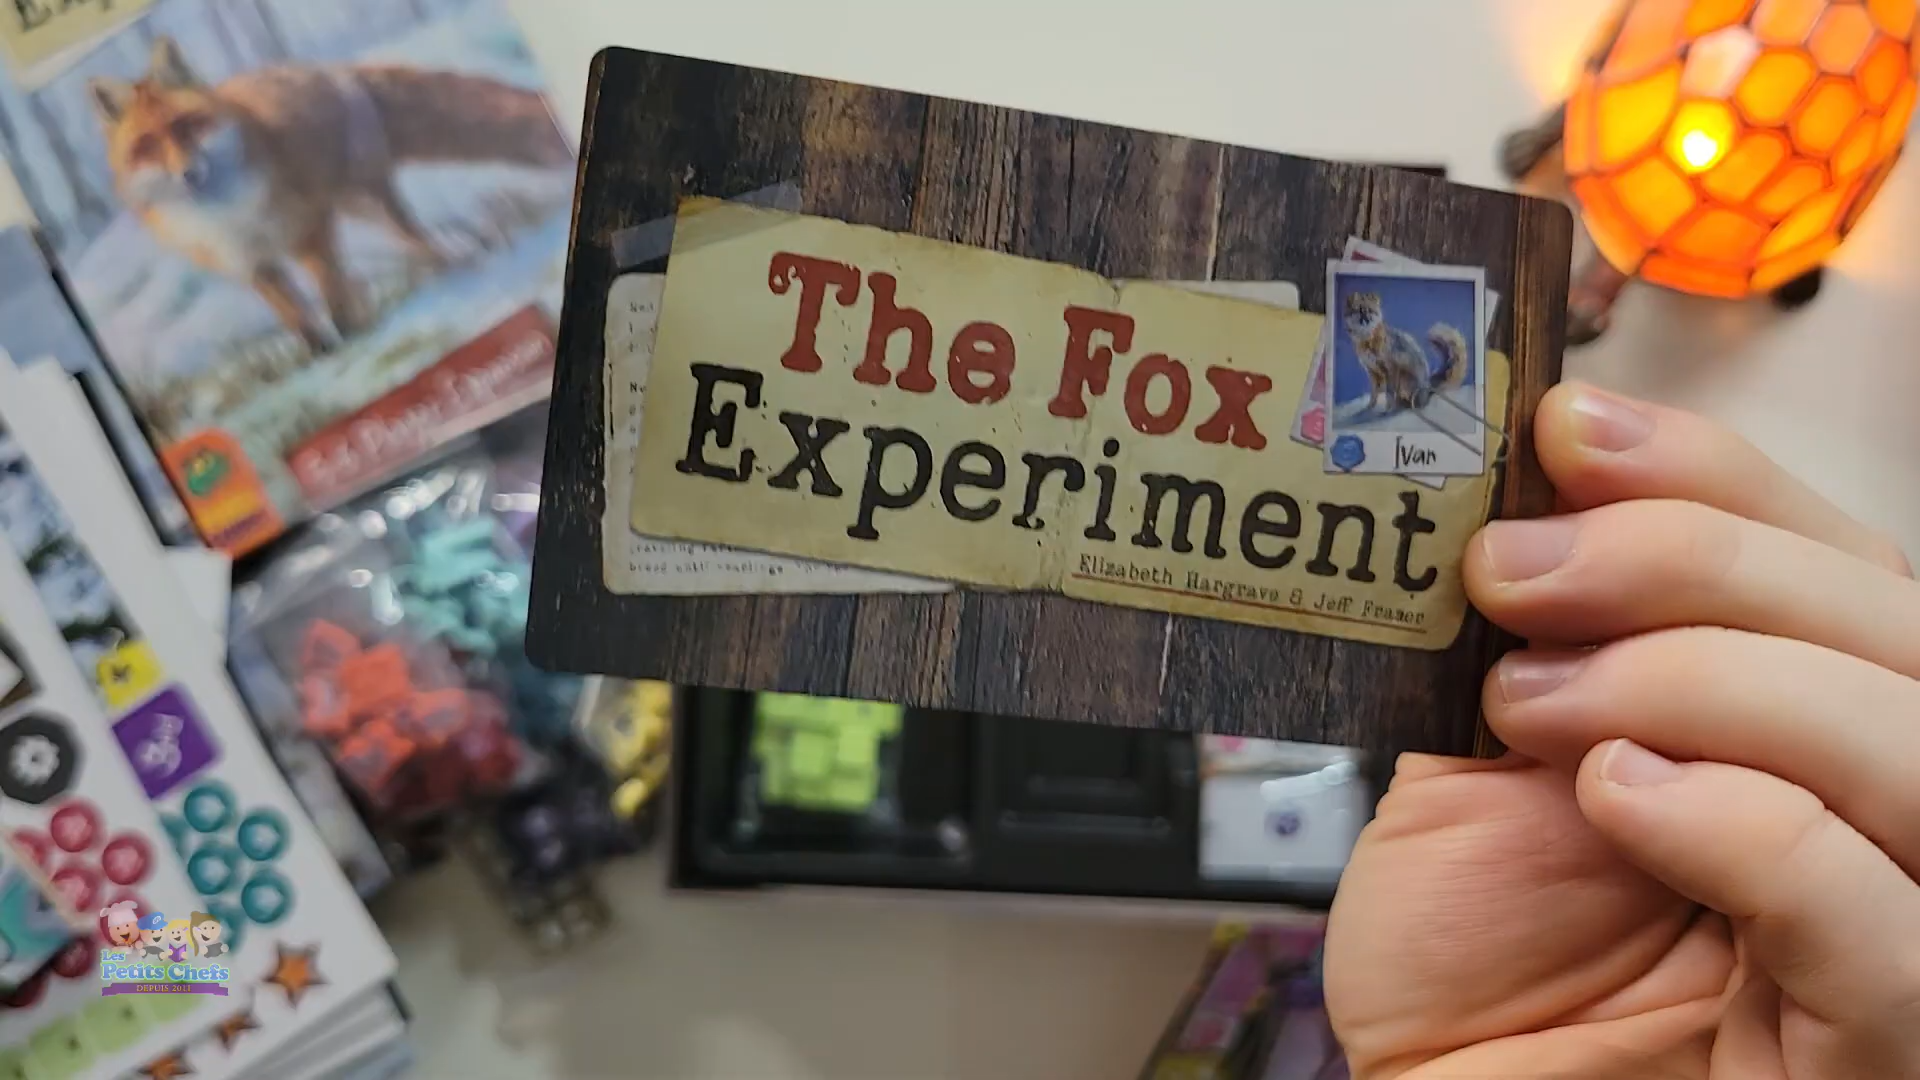 The Fox
Experiment
Ivan
Elizabeth Hargrave & Jeff Fraser
Les
Petits Chefs
DEPUIS 2011